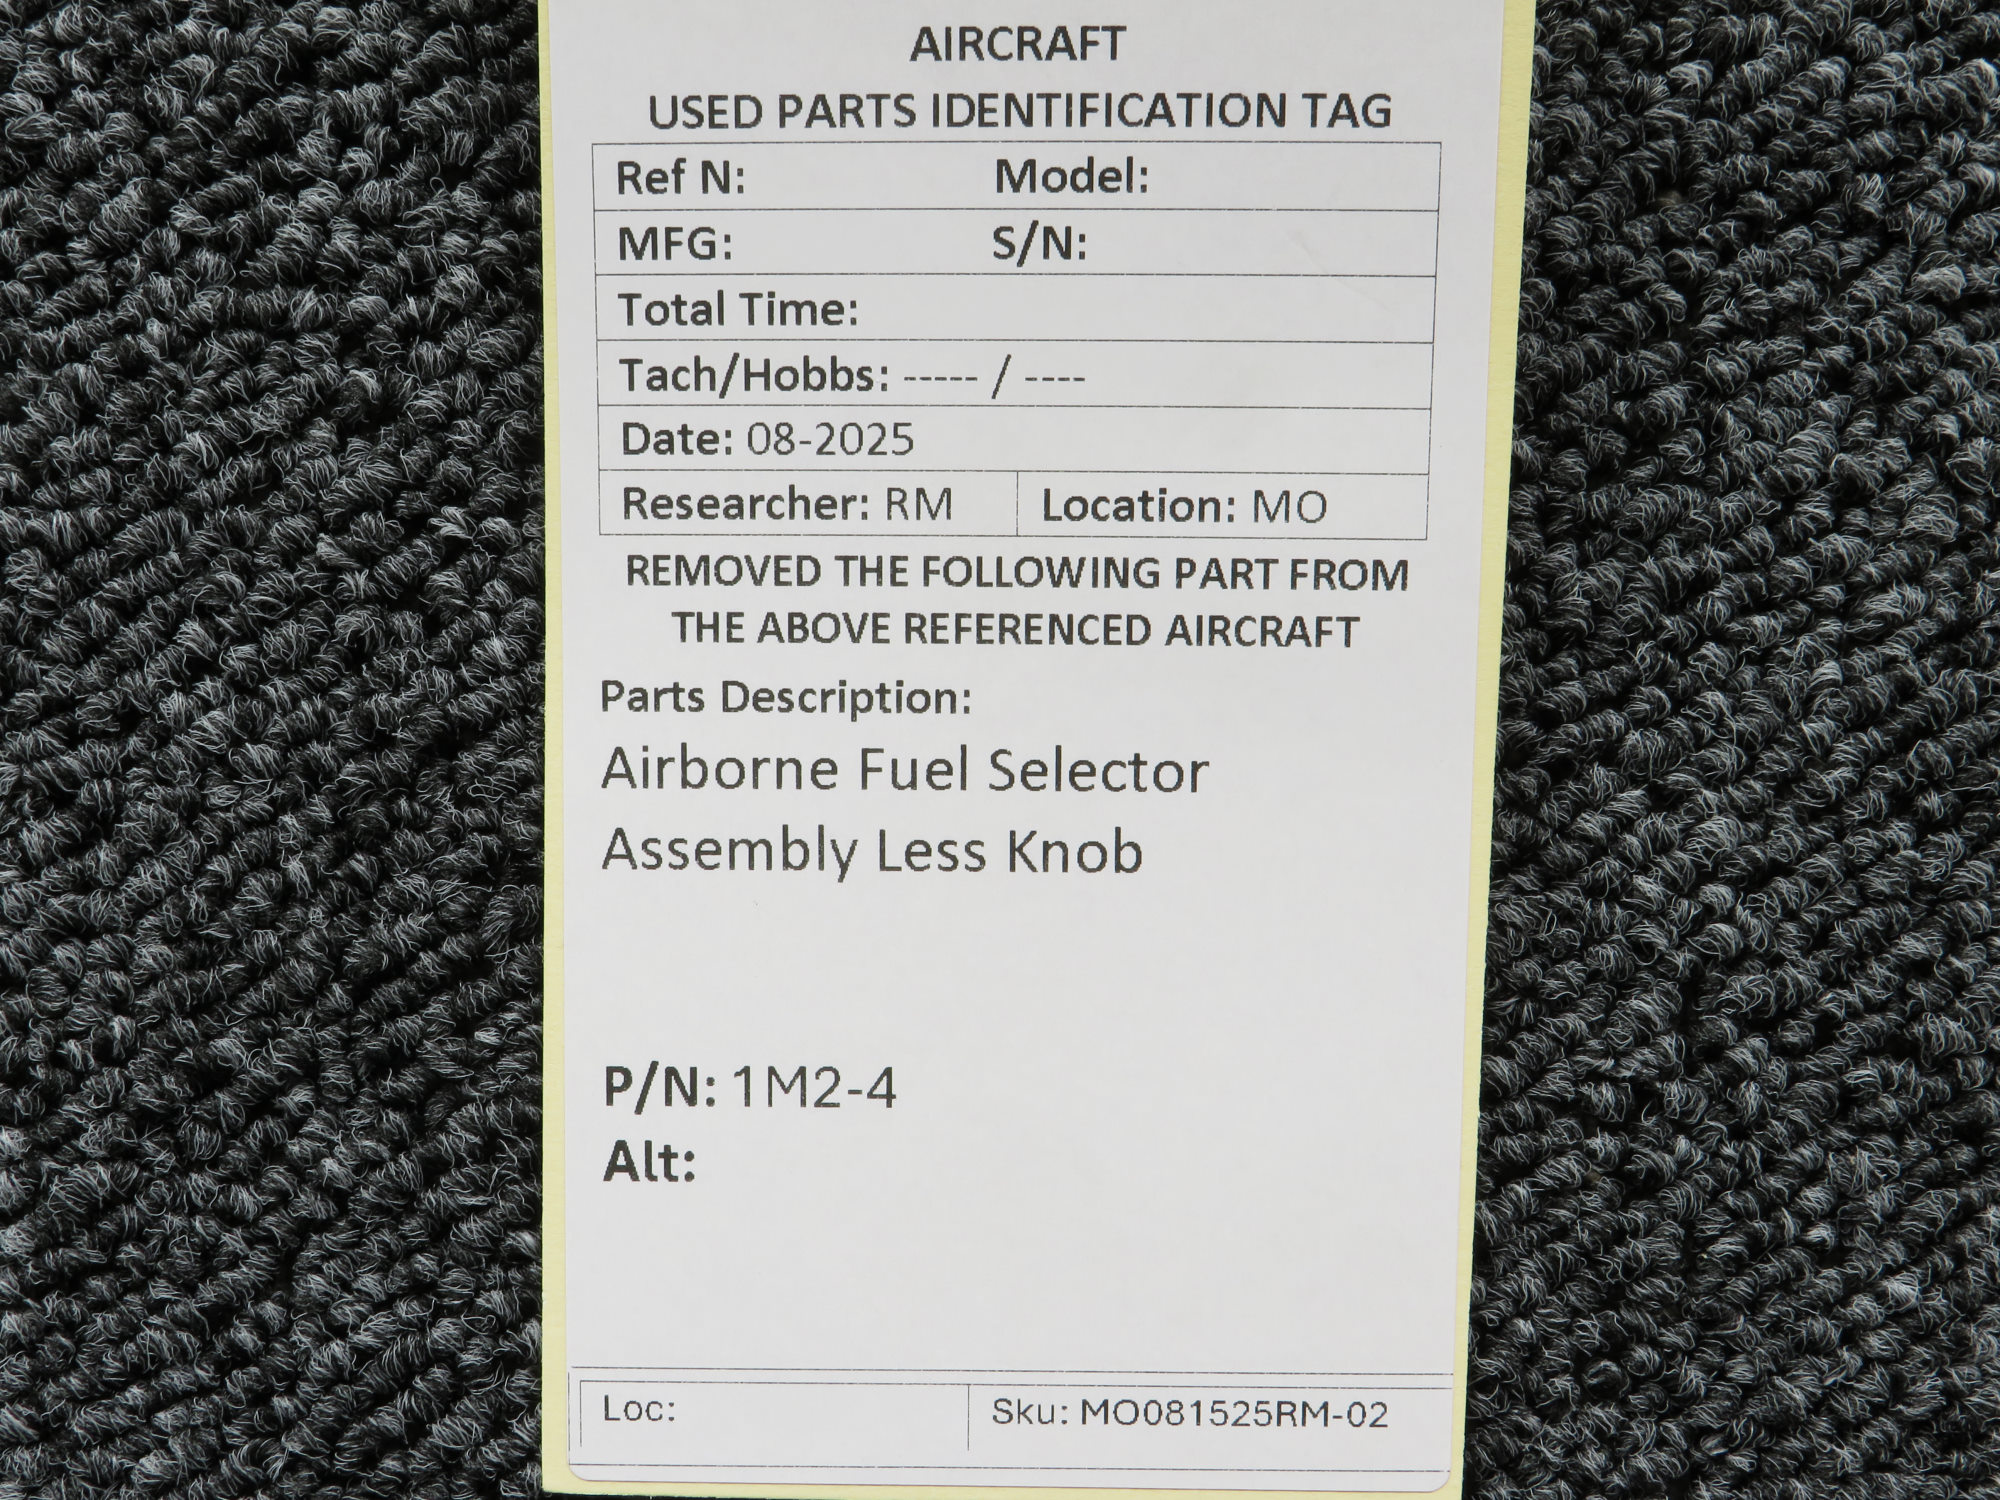 AIRCRAFT
USED PARTS IDENTIFICATION TAG
Ref N: Model:
MFG: S/N:
Total Time:
Tach/Hobbs: ----- / ----
Date: 08-2025
Researcher: RM Location: MO
REMOVED THE FOLLOWING PART FROM
THE ABOVE REFERENCED AIRCRAFT
Parts Description:
Airborne Fuel Selector
Assembly Less Knob
P/N: 1M2-4
Alt:
Loc: Sku: MO081525RM-02